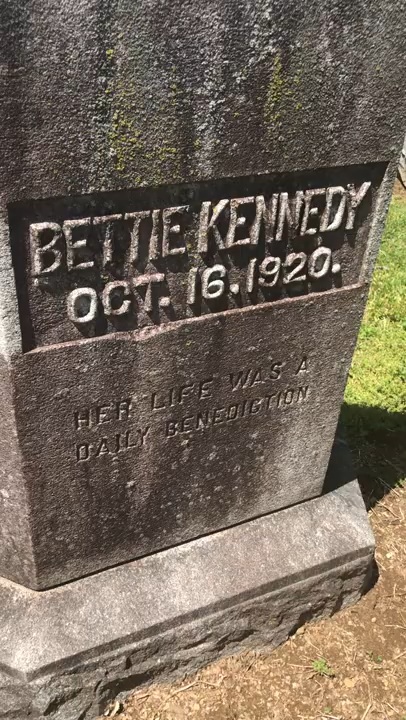 BETTIE KENNEDY
OCT. 16. 1920.
HER LIFE WAS A
DAILY BENEDICTION